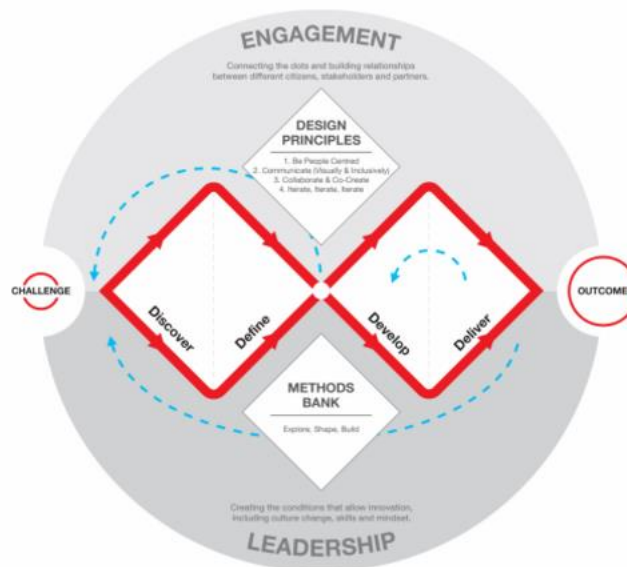 ENGAGEMENT
Connecting the dots and building relationships
between different citizens, stakeholders and partners.
DESIGN
PRINCIPLES
1. Be People Centred
2. Communicate (Visually & Inclusively)
3. Collaborate & Co-Create
4. Iterate, Iterate, Iterate
CHALLENGE
OUTCOME
Discover
Define
Develop
Deliver
METHODS
BANK
Explore, Shape, Build
Creating the conditions that allow innovation,
including culture change, skills and mindset.
LEADERSHIP